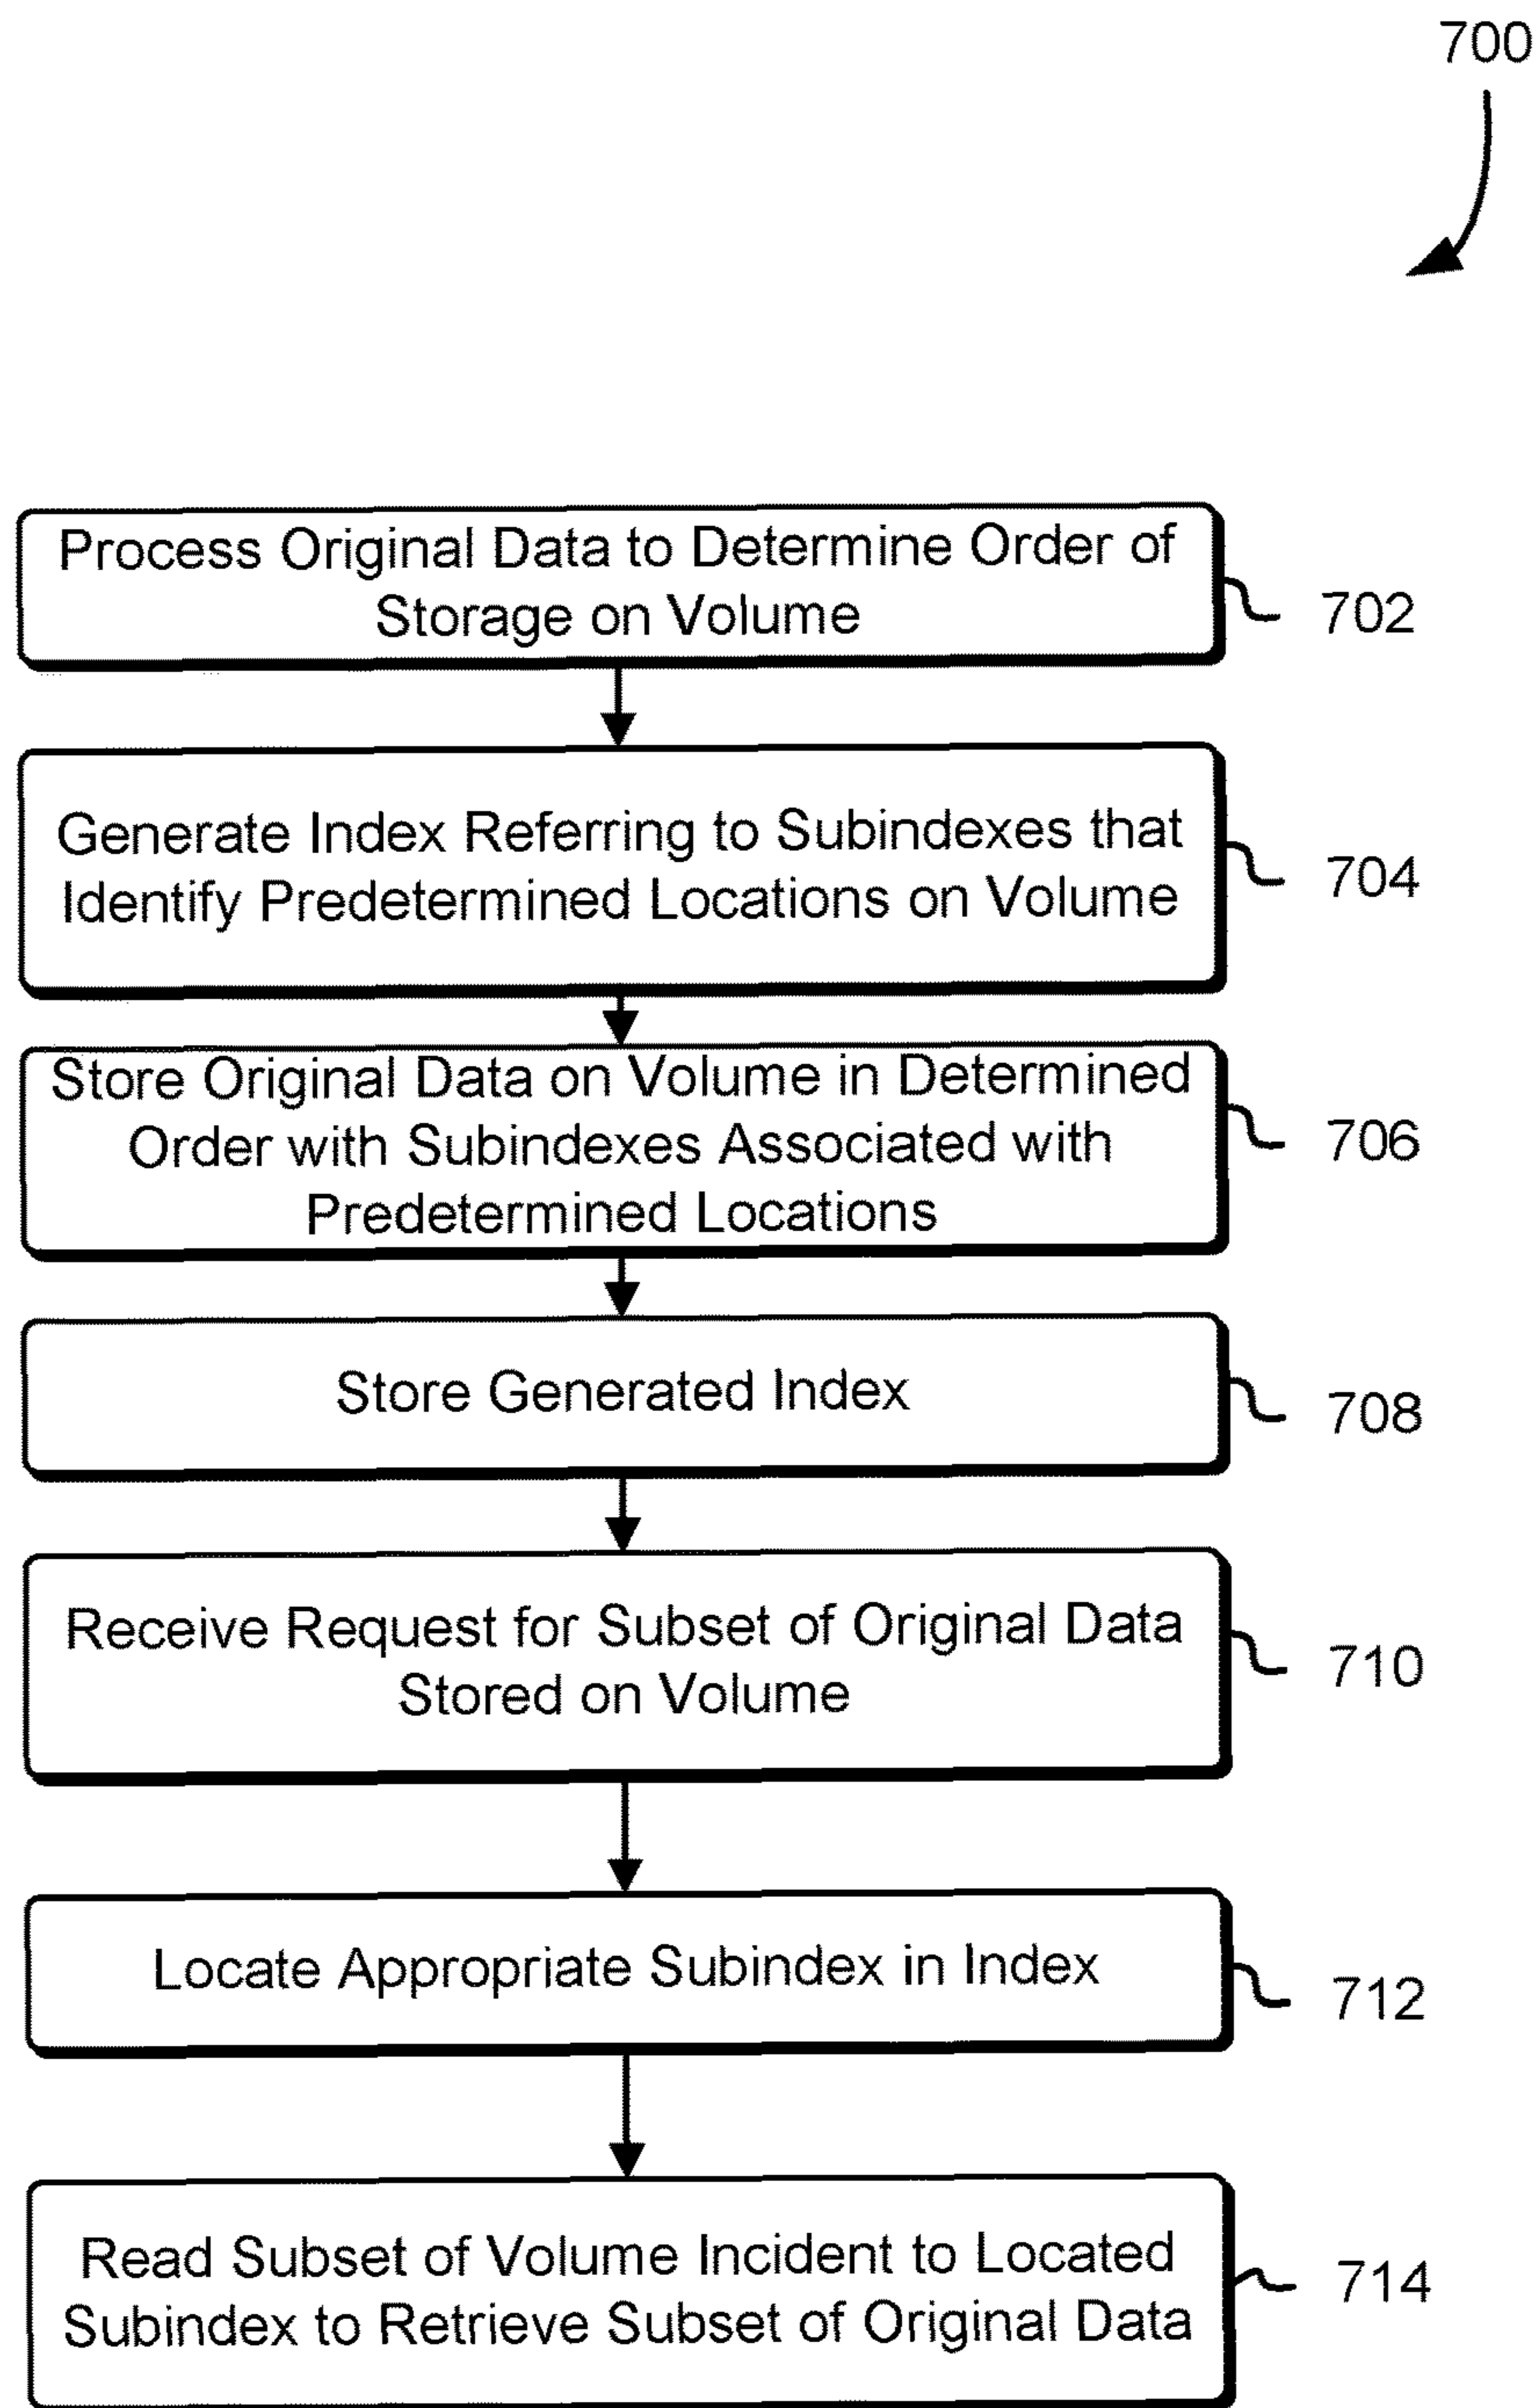 700
Process Original Data to Determine Order of
Storage on Volume
702
Generate Index Referring to Subindexes that
Identify Predetermined Locations on Volume
704
Store Original Data on Volume in Determined
Order with Subindexes Associated with
Predetermined Locations
706
Store Generated Index
708
Receive Request for Subset of Original Data
Stored on Volume
710
Locate Appropriate Subindex in Index
712
Read Subset of Volume Incident to Located
Subindex to Retrieve Subset of Original Data
714